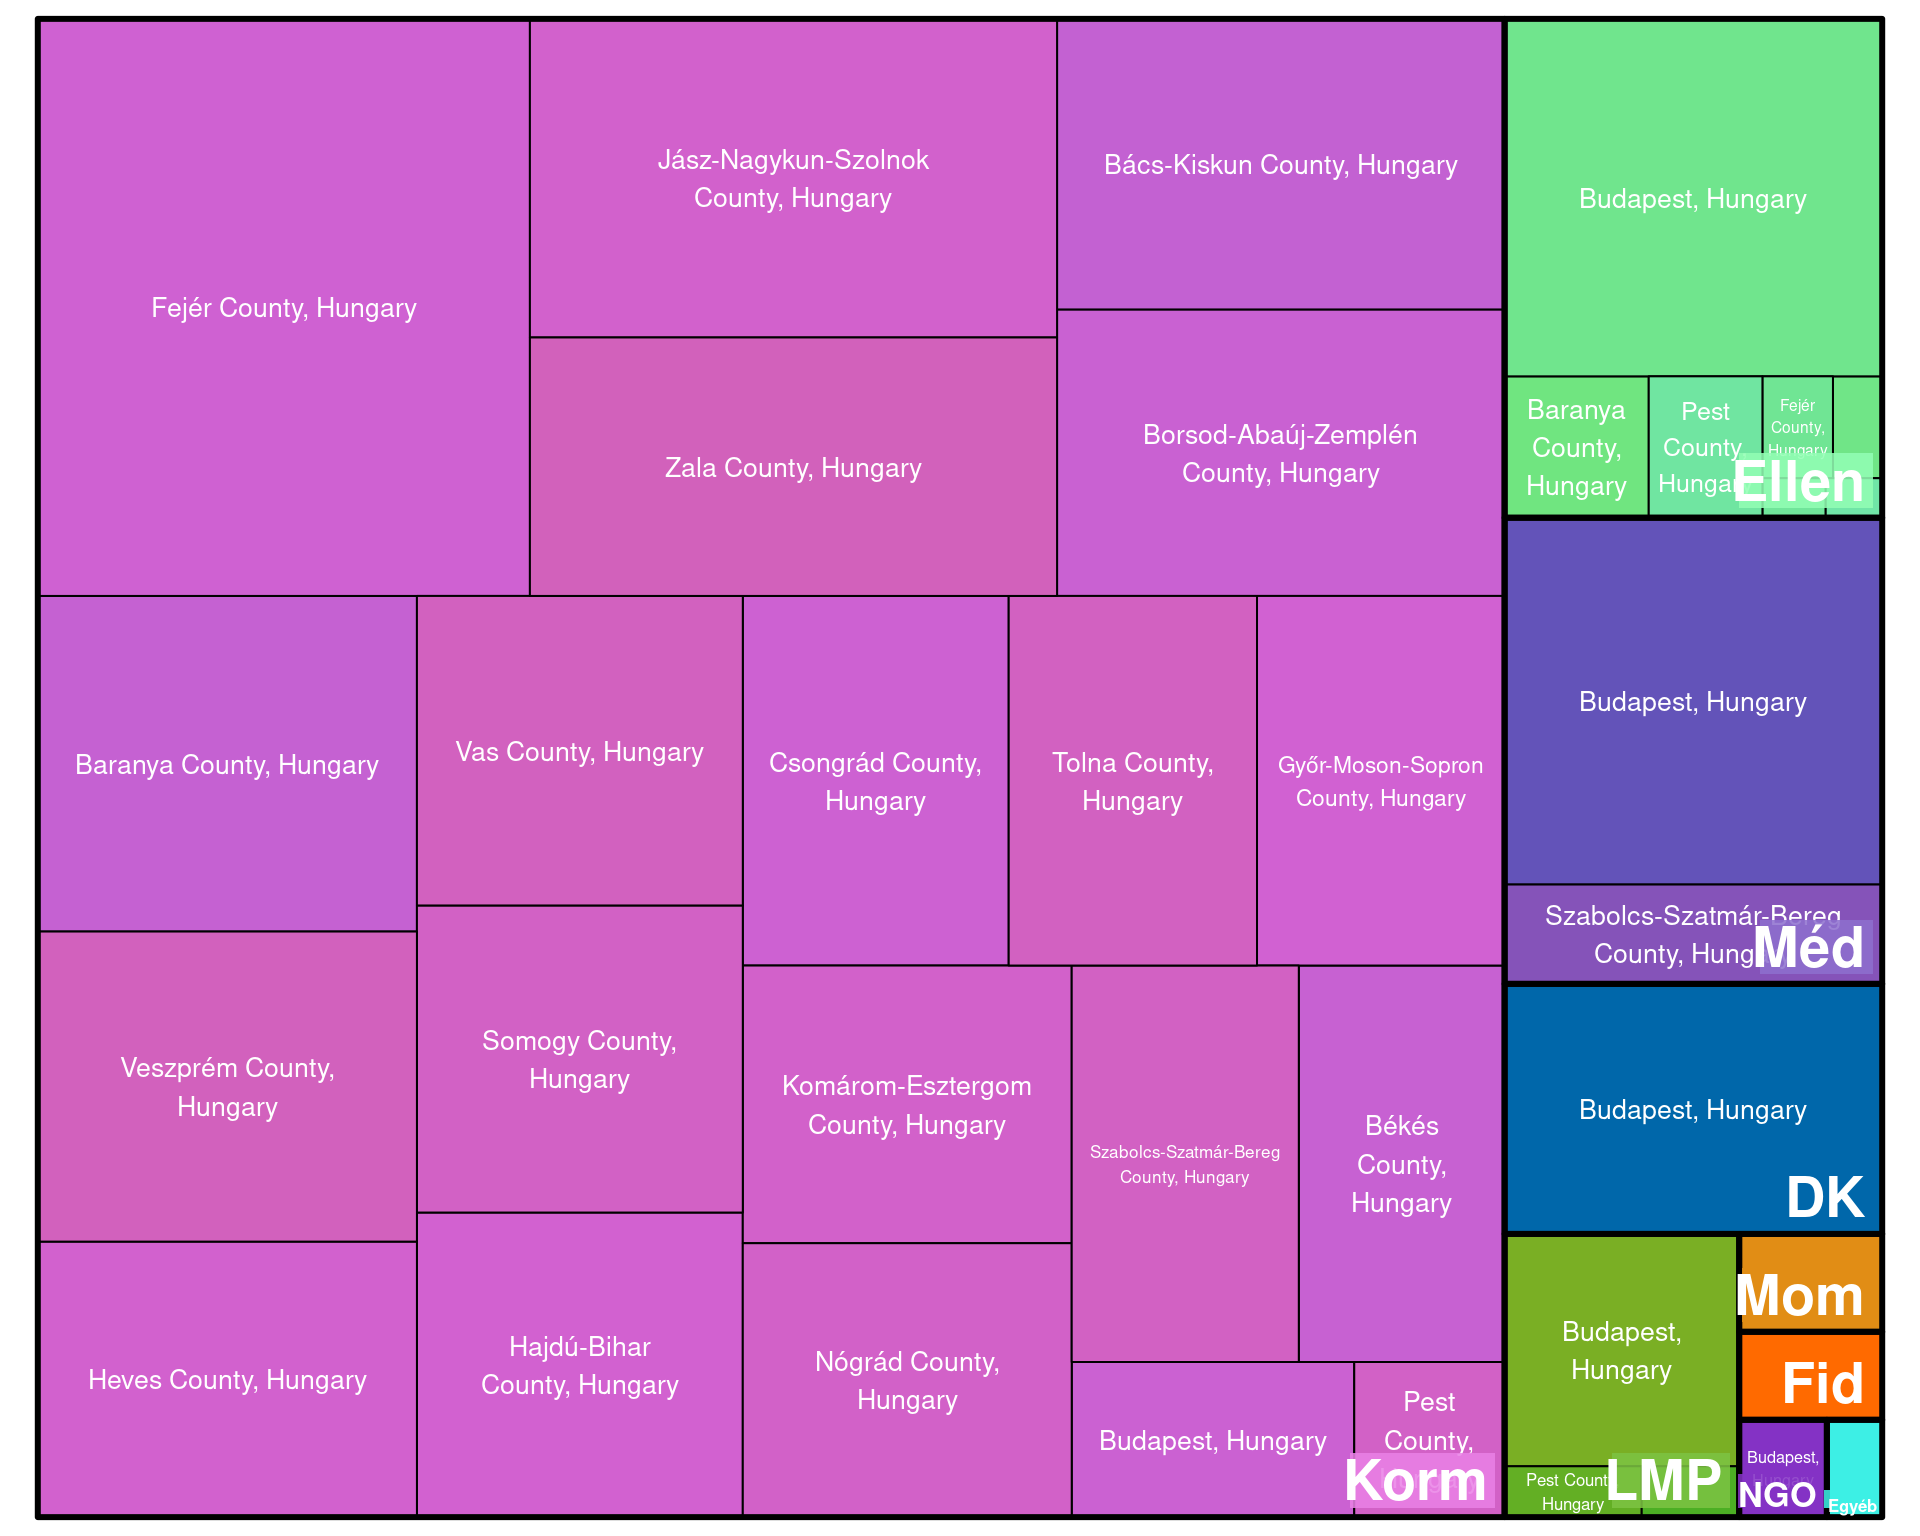 Fejér County, Hungary
Jász-Nagykun-Szolnok
County, Hungary
Zala County, Hungary
Bács-Kiskun County, Hungary
Borsod-Abaúj-Zemplén
County, Hungary
Baranya County, Hungary
Vas County, Hungary
Csongrád County,
Hungary
Tolna County,
Hungary
Győr-Moson-Sopron
County, Hungary
Veszprém County,
Hungary
Somogy County,
Hungary
Komárom-Esztergom
County, Hungary
Szabolcs-Szatmár-Bereg
County, Hungary
Békés
County,
Hungary
Heves County, Hungary
Hajdú-Bihar
County, Hungary
Nógrád County,
Hungary
Budapest, Hungary
Pest
County,
Hungary
Korm
Budapest, Hungary
Baranya
County,
Hungary
Pest
County,
Hungary
Fejér
County,
Hungary
Ellen
Budapest, Hungary
Szabolcs-Szatmár-Bereg
County, Hungary
Méd
Budapest, Hungary
DK
Budapest,
Hungary
Pest County,
Hungary
LMP
Mom
Fid
Budapest,
Hungary
NGO
Egyéb